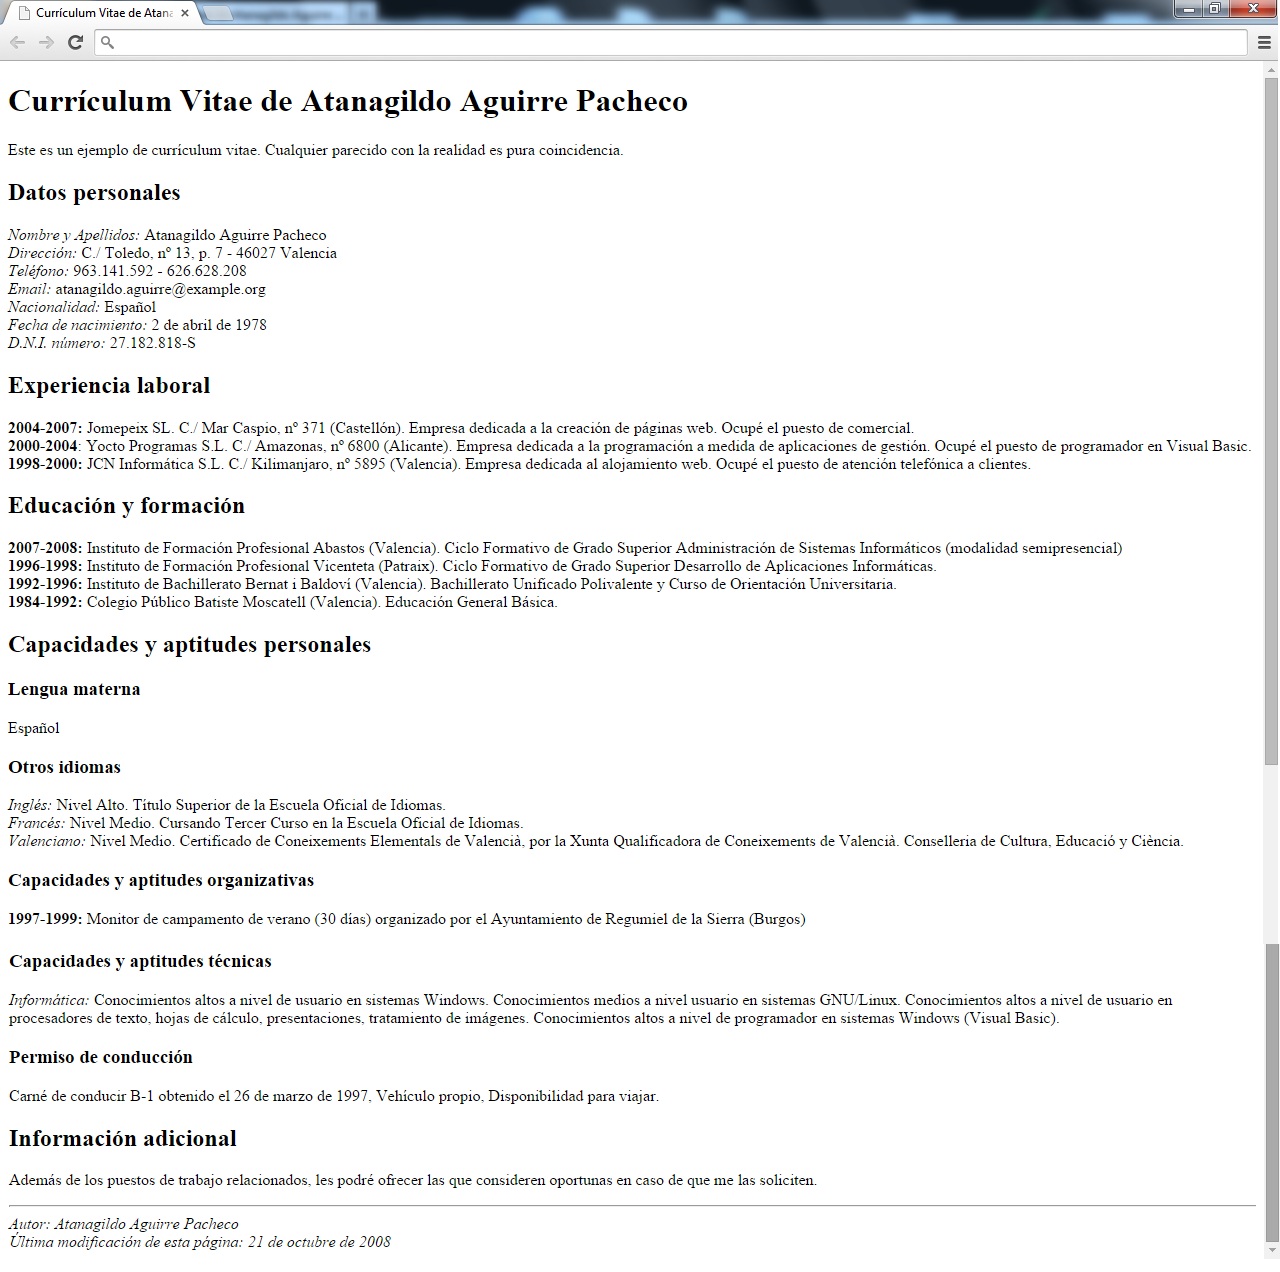 Currículum Vitae de Atana
Currículum Vitae de Atanagildo Aguirre Pacheco
Este es un ejemplo de currículum vitae. Cualquier parecido con la realidad es pura coincidencia.
Datos personales
Nombre y Apellidos: Atanagildo Aguirre Pacheco
Dirección: C./ Toledo, nº 13, p. 7 - 46027 Valencia
Teléfono: 963.141.592 - 626.628.208
Email: atanagildo.aguirre@example.org
Nacionalidad: Español
Fecha de nacimiento: 2 de abril de 1978
D.N.I. número: 27.182.818-S
Experiencia laboral
2004-2007: Jomepeix SL. C./ Mar Caspio, nº 371 (Castellón). Empresa dedicada a la creación de páginas web. Ocupé el puesto de comercial.
2000-2004: Yocto Programas S.L. C./ Amazonas, nº 6800 (Alicante). Empresa dedicada a la programación a medida de aplicaciones de gestión. Ocupé el puesto de programador en Visual Basic.
1998-2000: JCN Informática S.L. C./ Kilimanjaro, nº 5895 (Valencia). Empresa dedicada al alojamiento web. Ocupé el puesto de atención telefónica a clientes.
Educación y formación
2007-2008: Instituto de Formación Profesional Abastos (Valencia). Ciclo Formativo de Grado Superior Administración de Sistemas Informáticos (modalidad semipresencial)
1996-1998: Instituto de Formación Profesional Vicenteta (Patraix). Ciclo Formativo de Grado Superior Desarrollo de Aplicaciones Informáticas.
1992-1996: Instituto de Bachillerato Bernat i Baldoví (Valencia). Bachillerato Unificado Polivalente y Curso de Orientación Universitaria.
1984-1992: Colegio Público Batiste Moscatell (Valencia). Educación General Básica.
Capacidades y aptitudes personales
Lengua materna
Español
Otros idiomas
Inglés: Nivel Alto. Título Superior de la Escuela Oficial de Idiomas.
Francés: Nivel Medio. Cursando Tercer Curso en la Escuela Oficial de Idiomas.
Valenciano: Nivel Medio. Certificado de Coneixements Elementals de Valencià, por la Xunta Qualificadora de Coneixements de Valencià. Conselleria de Cultura, Educació y Ciència.
Capacidades y aptitudes organizativas
1997-1999: Monitor de campamento de verano (30 días) organizado por el Ayuntamiento de Regumiel de la Sierra (Burgos)
Capacidades y aptitudes técnicas
Informática: Conocimientos altos a nivel de usuario en sistemas Windows. Conocimientos medios a nivel usuario en sistemas GNU/Linux. Conocimientos altos a nivel de usuario en
procesadores de texto, hojas de cálculo, presentaciones, tratamiento de imágenes. Conocimientos altos a nivel de programador en sistemas Windows (Visual Basic).
Permiso de conducción
Carné de conducir B-1 obtenido el 26 de marzo de 1997, Vehículo propio, Disponibilidad para viajar.
Información adicional
Además de los puestos de trabajo relacionados, les podré ofrecer las que consideren oportunas en caso de que me las soliciten.
Autor: Atanagildo Aguirre Pacheco
Última modificación de esta página: 21 de octubre de 2008